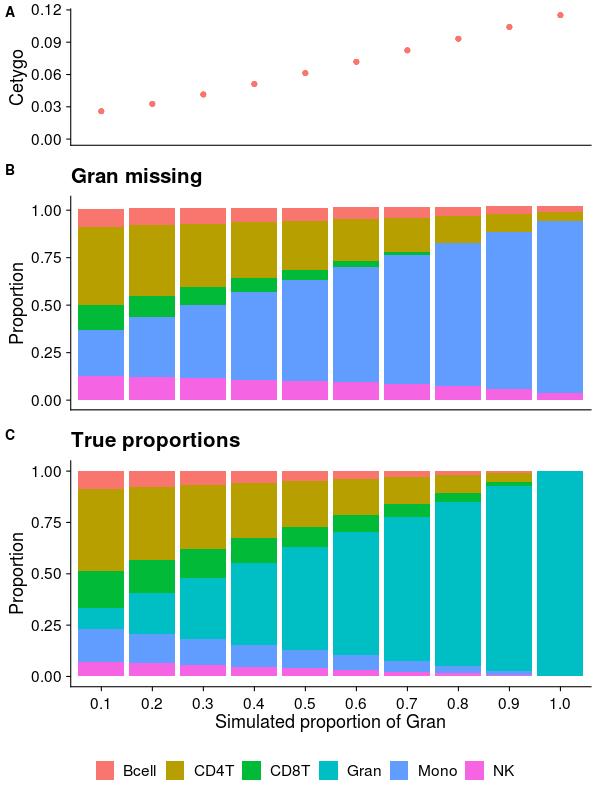 A
Cetygo
0.12
0.09
0.06
0.03
0.00
B
Gran missing
Proportion
1.00
0.75
0.50
0.25
0.00
C
True proportions
Proportion
1.00
0.75
0.50
0.25
0.00
0.1 0.2 0.3 0.4 0.5 0.6 0.7 0.8 0.9 1.0
Simulated proportion of Gran
Bcell CD4T CD8T Gran Mono NK